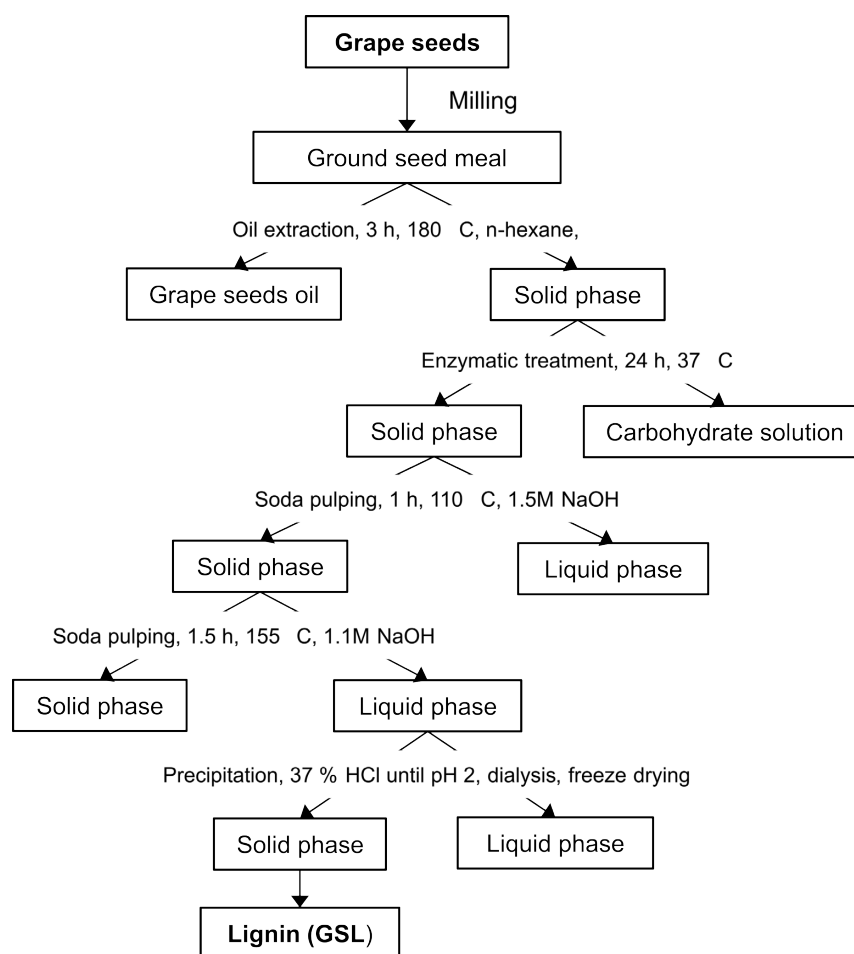 Grape seeds
Milling
Ground seed meal
Oil extraction, 3 h, 180 C, n-hexane,
Grape seeds oil
Solid phase
Enzymatic treatment, 24 h, 37 C
Solid phase
Carbohydrate solution
Soda pulping, 1 h, 110 C, 1.5M NaOH
Solid phase
Liquid phase
Soda pulping, 1.5 h, 155 C, 1.1M NaOH
Solid phase
Liquid phase
Precipitation, 37 % HCl until pH 2, dialysis, freeze drying
Solid phase
Liquid phase
Lignin (GSL)